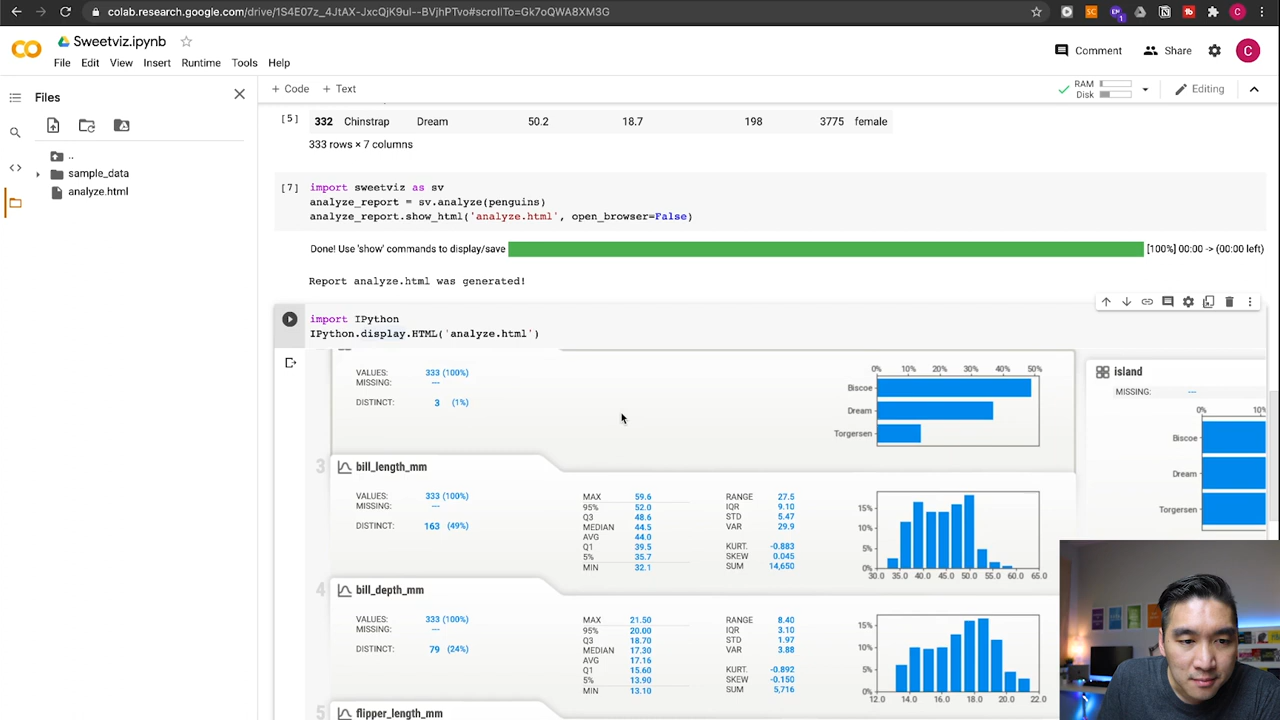 colab.research.google.com/drive/1S4E07z_4JtAX-JxcQjK9ul--BVjhPTvo#scrollTo=Gk7oQWA8XM3G
Sweetviz.ipynb
File Edit View Insert Runtime Tools Help
Comment
Share
C
Files
+ Code + Text
RAM
Disk
Editing
..
sample_data
analyze.html
[5] 332 Chinstrap Dream 50.2 18.7 198 3775 female
333 rows × 7 columns
[7] import sweetviz as sv
analyze_report = sv.analyze(penguins)
analyze_report.show_html('analyze.html', open_browser=False)
Done! Use 'show' commands to display/save [100%] 00:00 -> (00:00 left)
Report analyze.html was generated!
import IPython
IPython.display.HTML('analyze.html')
VALUES: 333 (100%)
MISSING: ---
DISTINCT: 3 (1%)
0% 10% 20% 30% 40% 50%
Biscoe
Dream
Torgersen
island
MISSING: ---
0% 10%
Biscoe
Dream
Torgersen
3 bill_length_mm
VALUES: 333 (100%)
MISSING: ---
DISTINCT: 163 (49%)
MAX 59.6
95% 52.0
Q3 48.6
MEDIAN 44.5
AVG 44.0
Q1 39.5
5% 35.7
MIN 32.1
RANGE 27.5
IQR 9.10
STD 5.47
VAR 29.9
KURT. -0.883
SKEW 0.045
SUM 14,650
15%
10%
5%
0%
30.0 35.0 40.0 45.0 50.0 55.0 60.0 65.0
4 bill_depth_mm
VALUES: 333 (100%)
MISSING: ---
DISTINCT: 79 (24%)
MAX 21.50
95% 20.00
Q3 18.70
MEDIAN 17.30
AVG 17.16
Q1 15.60
5% 13.90
MIN 13.10
RANGE 8.40
IQR 3.10
STD 1.97
VAR 3.88
KURT. -0.892
SKEW -0.150
SUM 5,716
15%
10%
5%
0%
12.0 14.0 16.0 18.0 20.0 22.0
5 flipper_length_mm